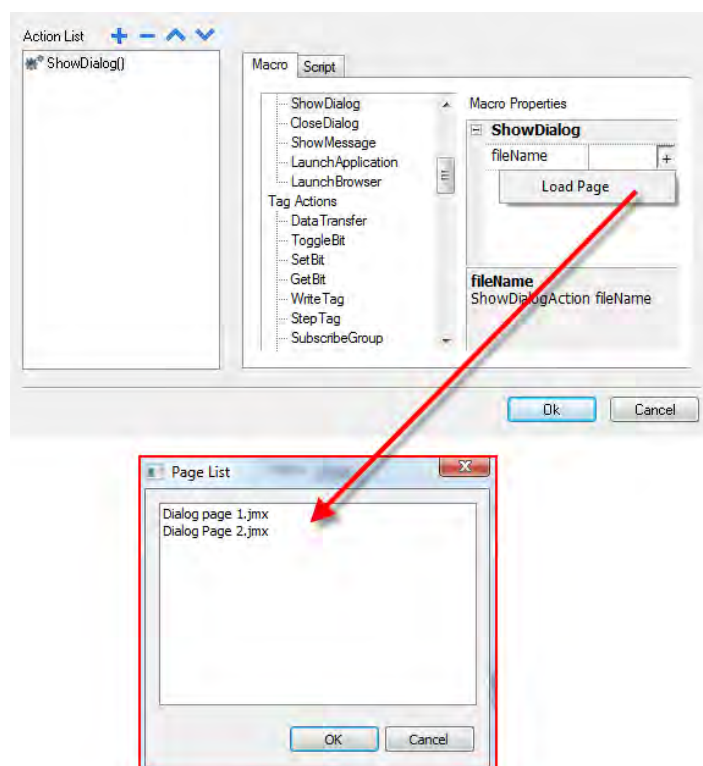 Action List
ShowDialog()
Macro
Script
ShowDialog
CloseDialog
ShowMessage
LaunchApplication
LaunchBrowser
Tag Actions
DataTransfer
ToggleBit
SetBit
GetBit
WriteTag
StepTag
SubscribeGroup
Macro Properties
ShowDialog
fileName
Load Page
fileName
ShowDialogAction fileName
Ok
Cancel
Page List
Dialog page 1.jmx
Dialog Page 2.jmx
OK
Cancel